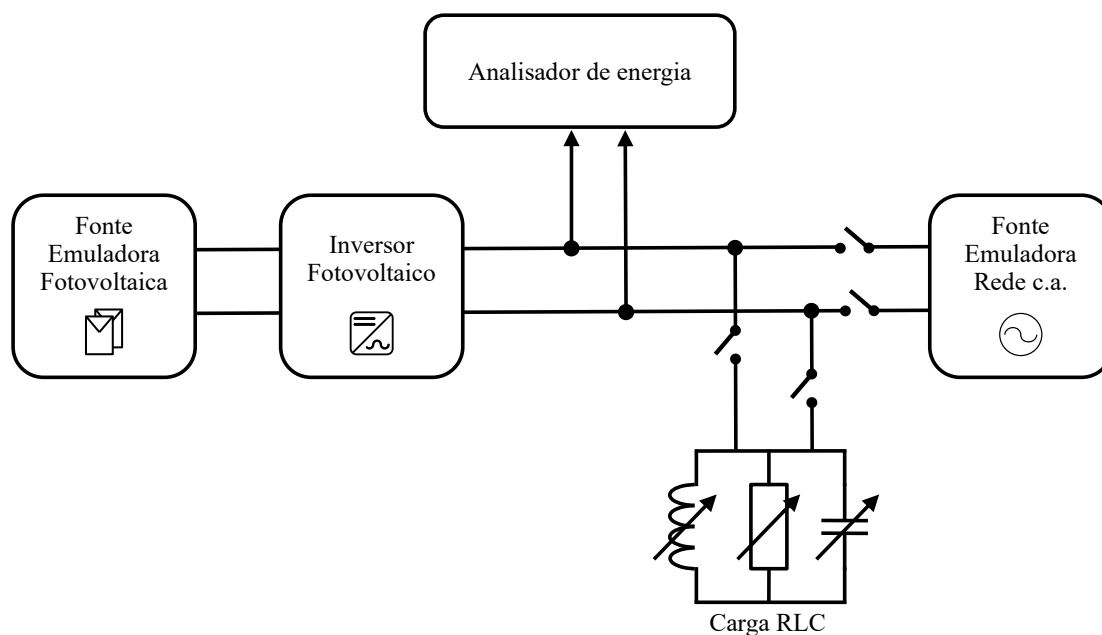 Analisador de energia
Fonte
Emuladora
Fotovoltaica
Inversor
Fotovoltaico
Fonte
Emuladora
Rede c.a.
Carga RLC